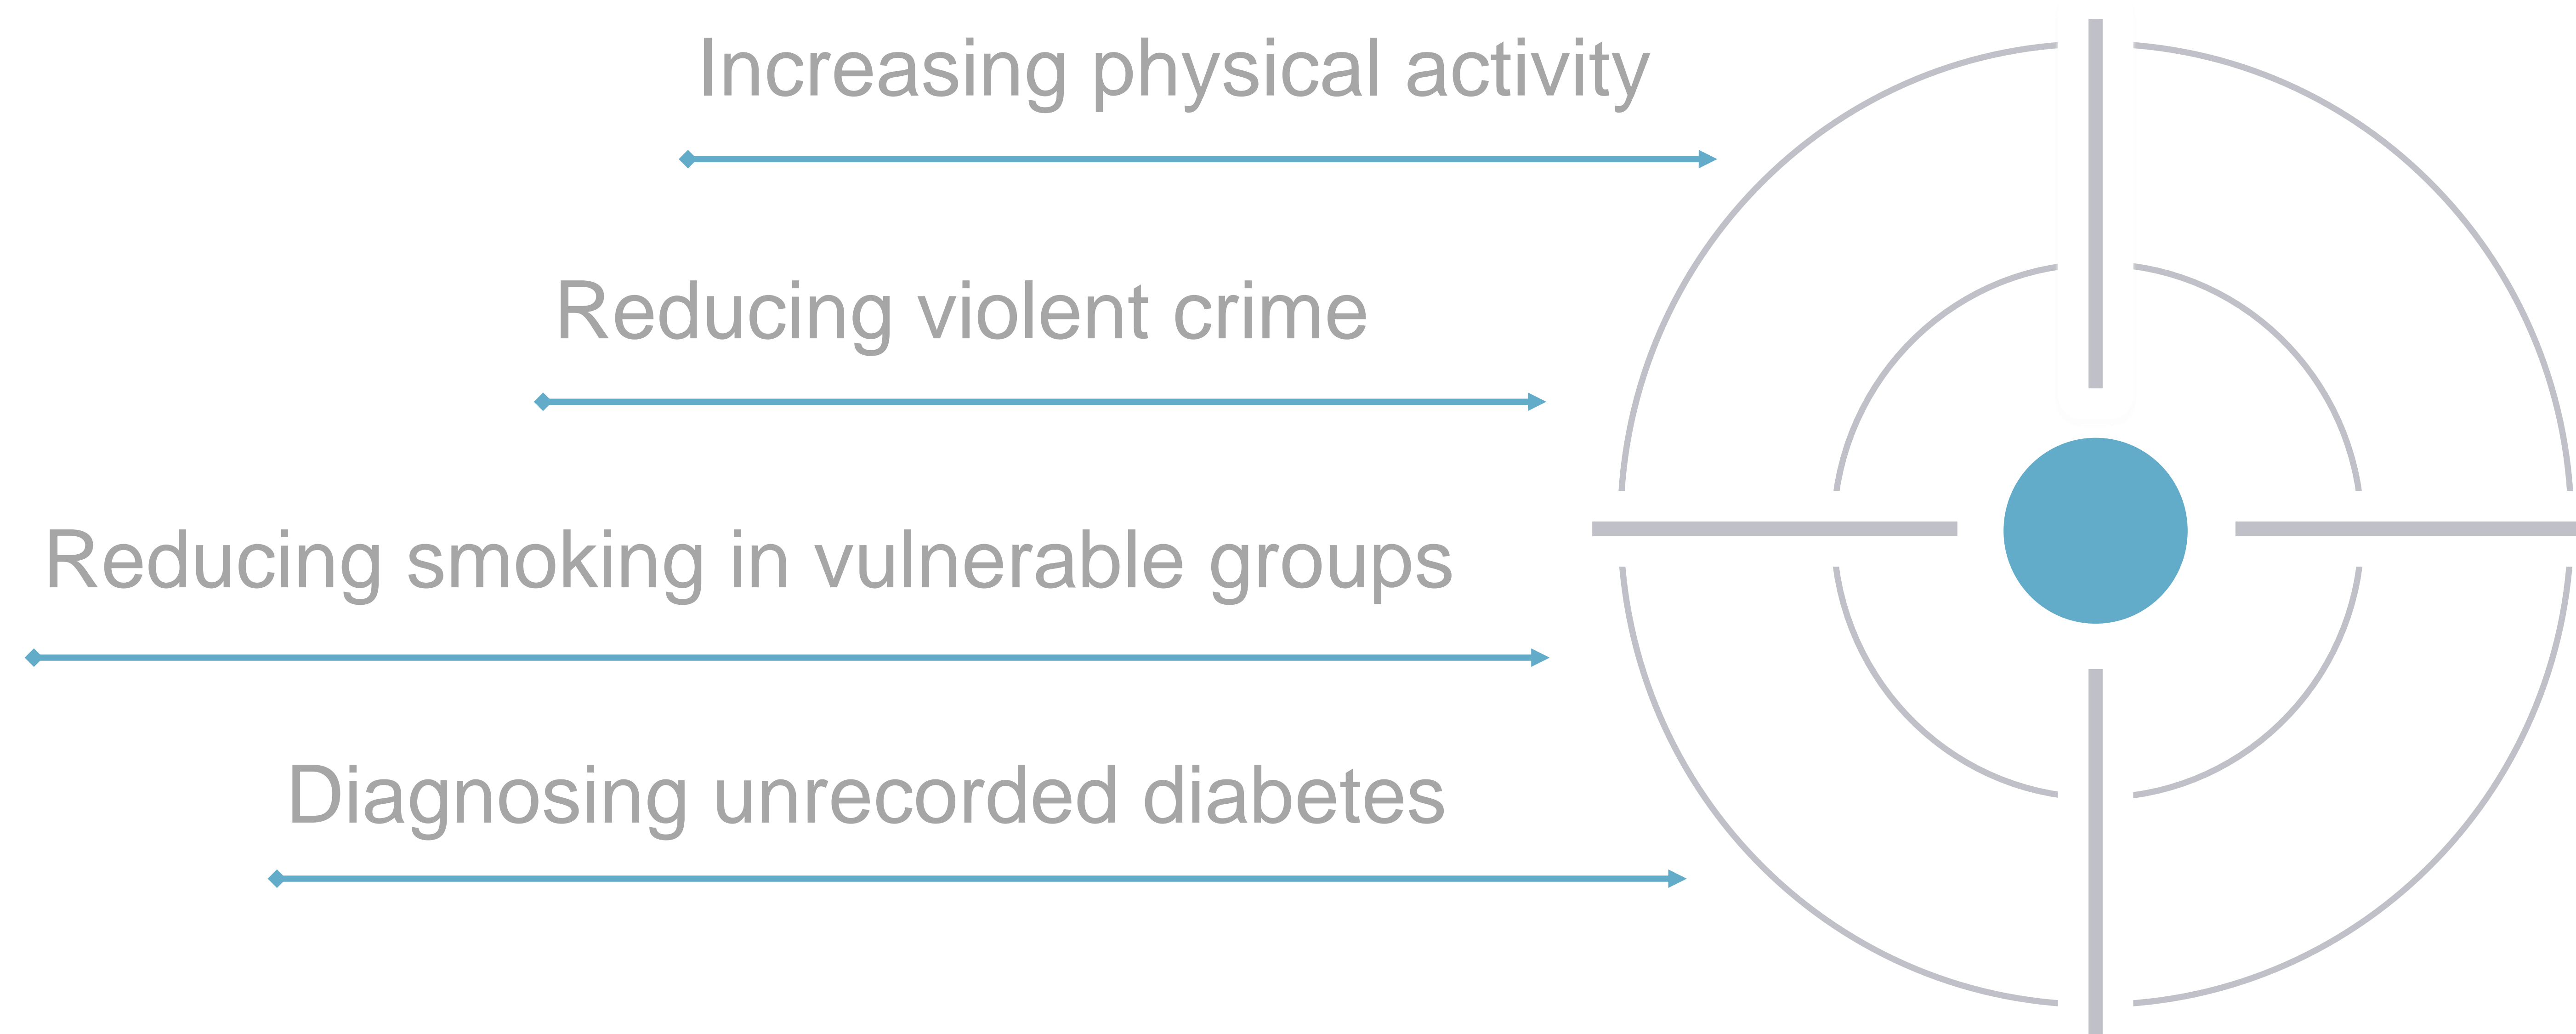 Increasing physical activity
Reducing violent crime
Reducing smoking in vulnerable groups
Diagnosing unrecorded diabetes